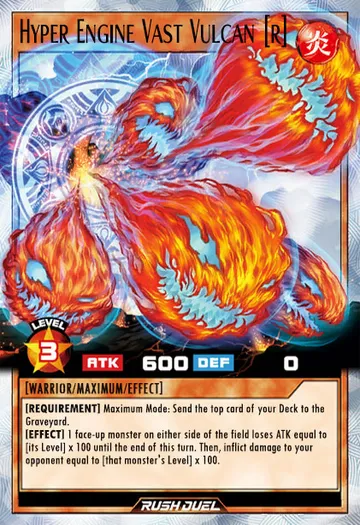 Hyper Engine Vast Vulcan [R]
炎
LEVEL
3
ATK 600 DEF 0
[WARRIOR/MAXIMUM/EFFECT]
[REQUIREMENT] Maximum Mode: Send the top card of your Deck to the
Graveyard.
[EFFECT] 1 face-up monster on either side of the field loses ATK equal to
[its Level] x 100 until the end of this turn. Then, inflict damage to your
opponent equal to [that monster's Level] x 100.
RUSH DUEL